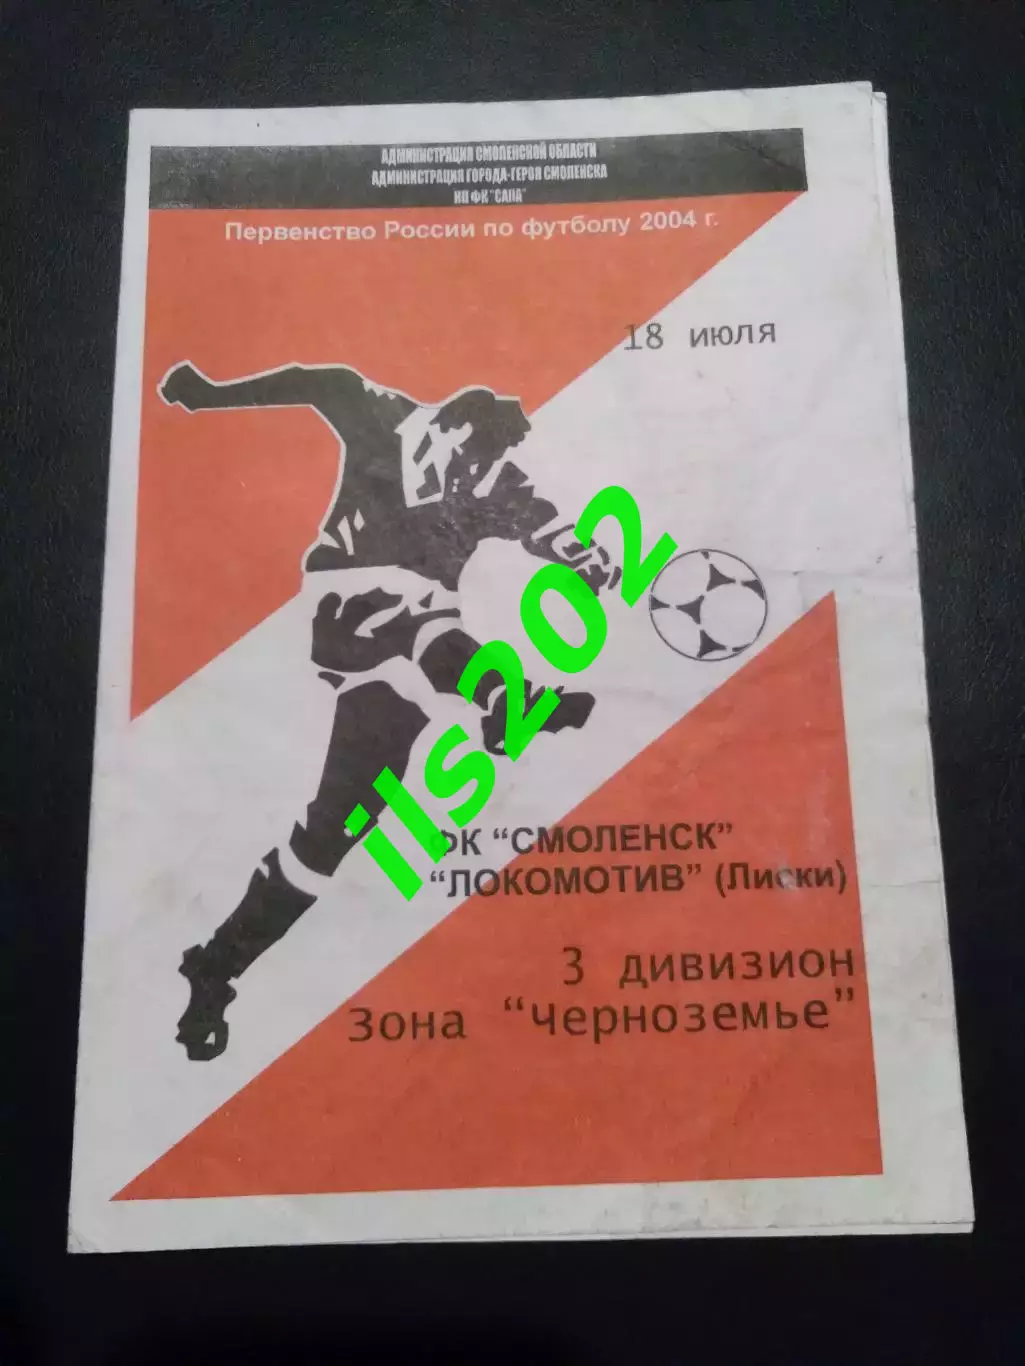 АДМИНИСТРАЦИЯ СМОЛЕНСКОЙ ОБЛАСТИ
АДМИНИСТРАЦИЯ ГОРОДА-ГЕРОЯ СМОЛЕНСКА
НП ФК "САПА"
Первенство России по футболу 2004 г.
18 июля
ils202
ФК "СМОЛЕНСК"
"ЛОКОМОТИВ" (Лиски)
3 дивизион
Зона "Черноземье"